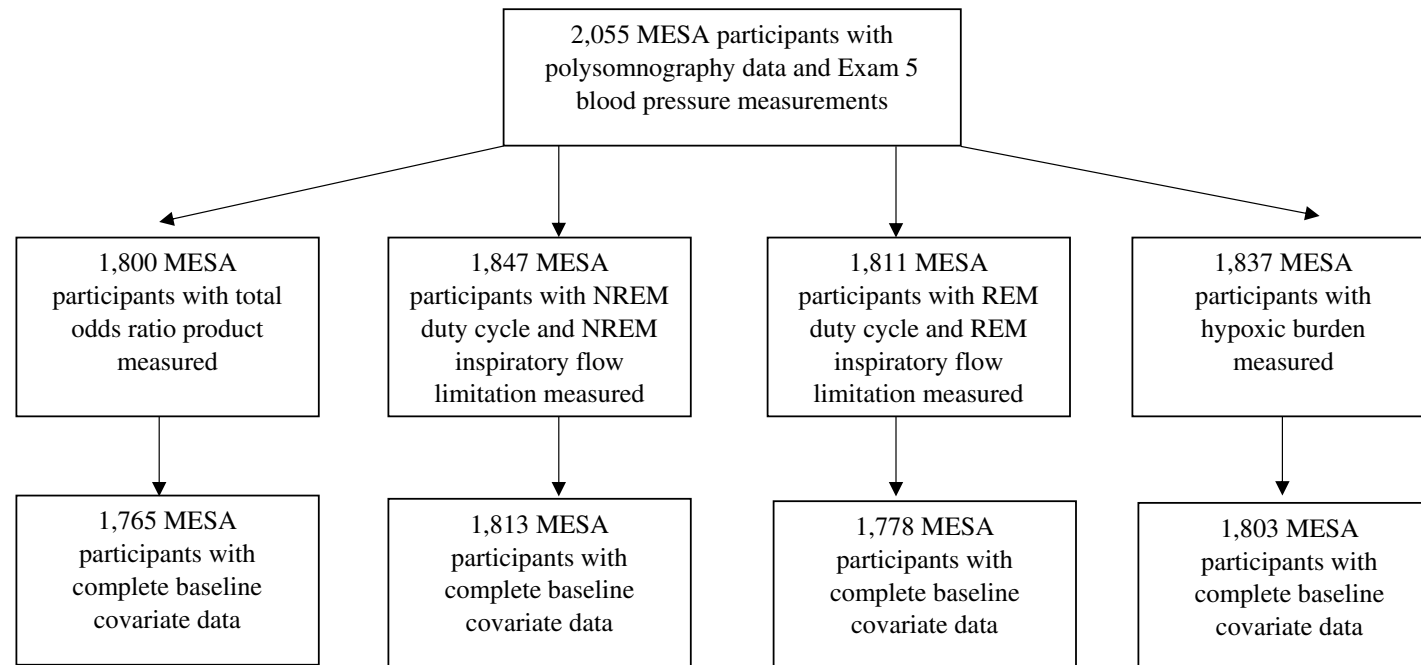 2,055 MESA participants with
polysomnography data and Exam 5
blood pressure measurements
1,800 MESA
participants with total
odds ratio product
measured
1,847 MESA
participants with NREM
duty cycle and NREM
inspiratory flow
limitation measured
1,811 MESA
participants with REM
duty cycle and REM
inspiratory flow
limitation measured
1,837 MESA
participants with
hypoxic burden
measured
1,765 MESA
participants with
complete baseline
covariate data
1,813 MESA
participants with
complete baseline
covariate data
1,778 MESA
participants with
complete baseline
covariate data
1,803 MESA
participants with
complete baseline
covariate data